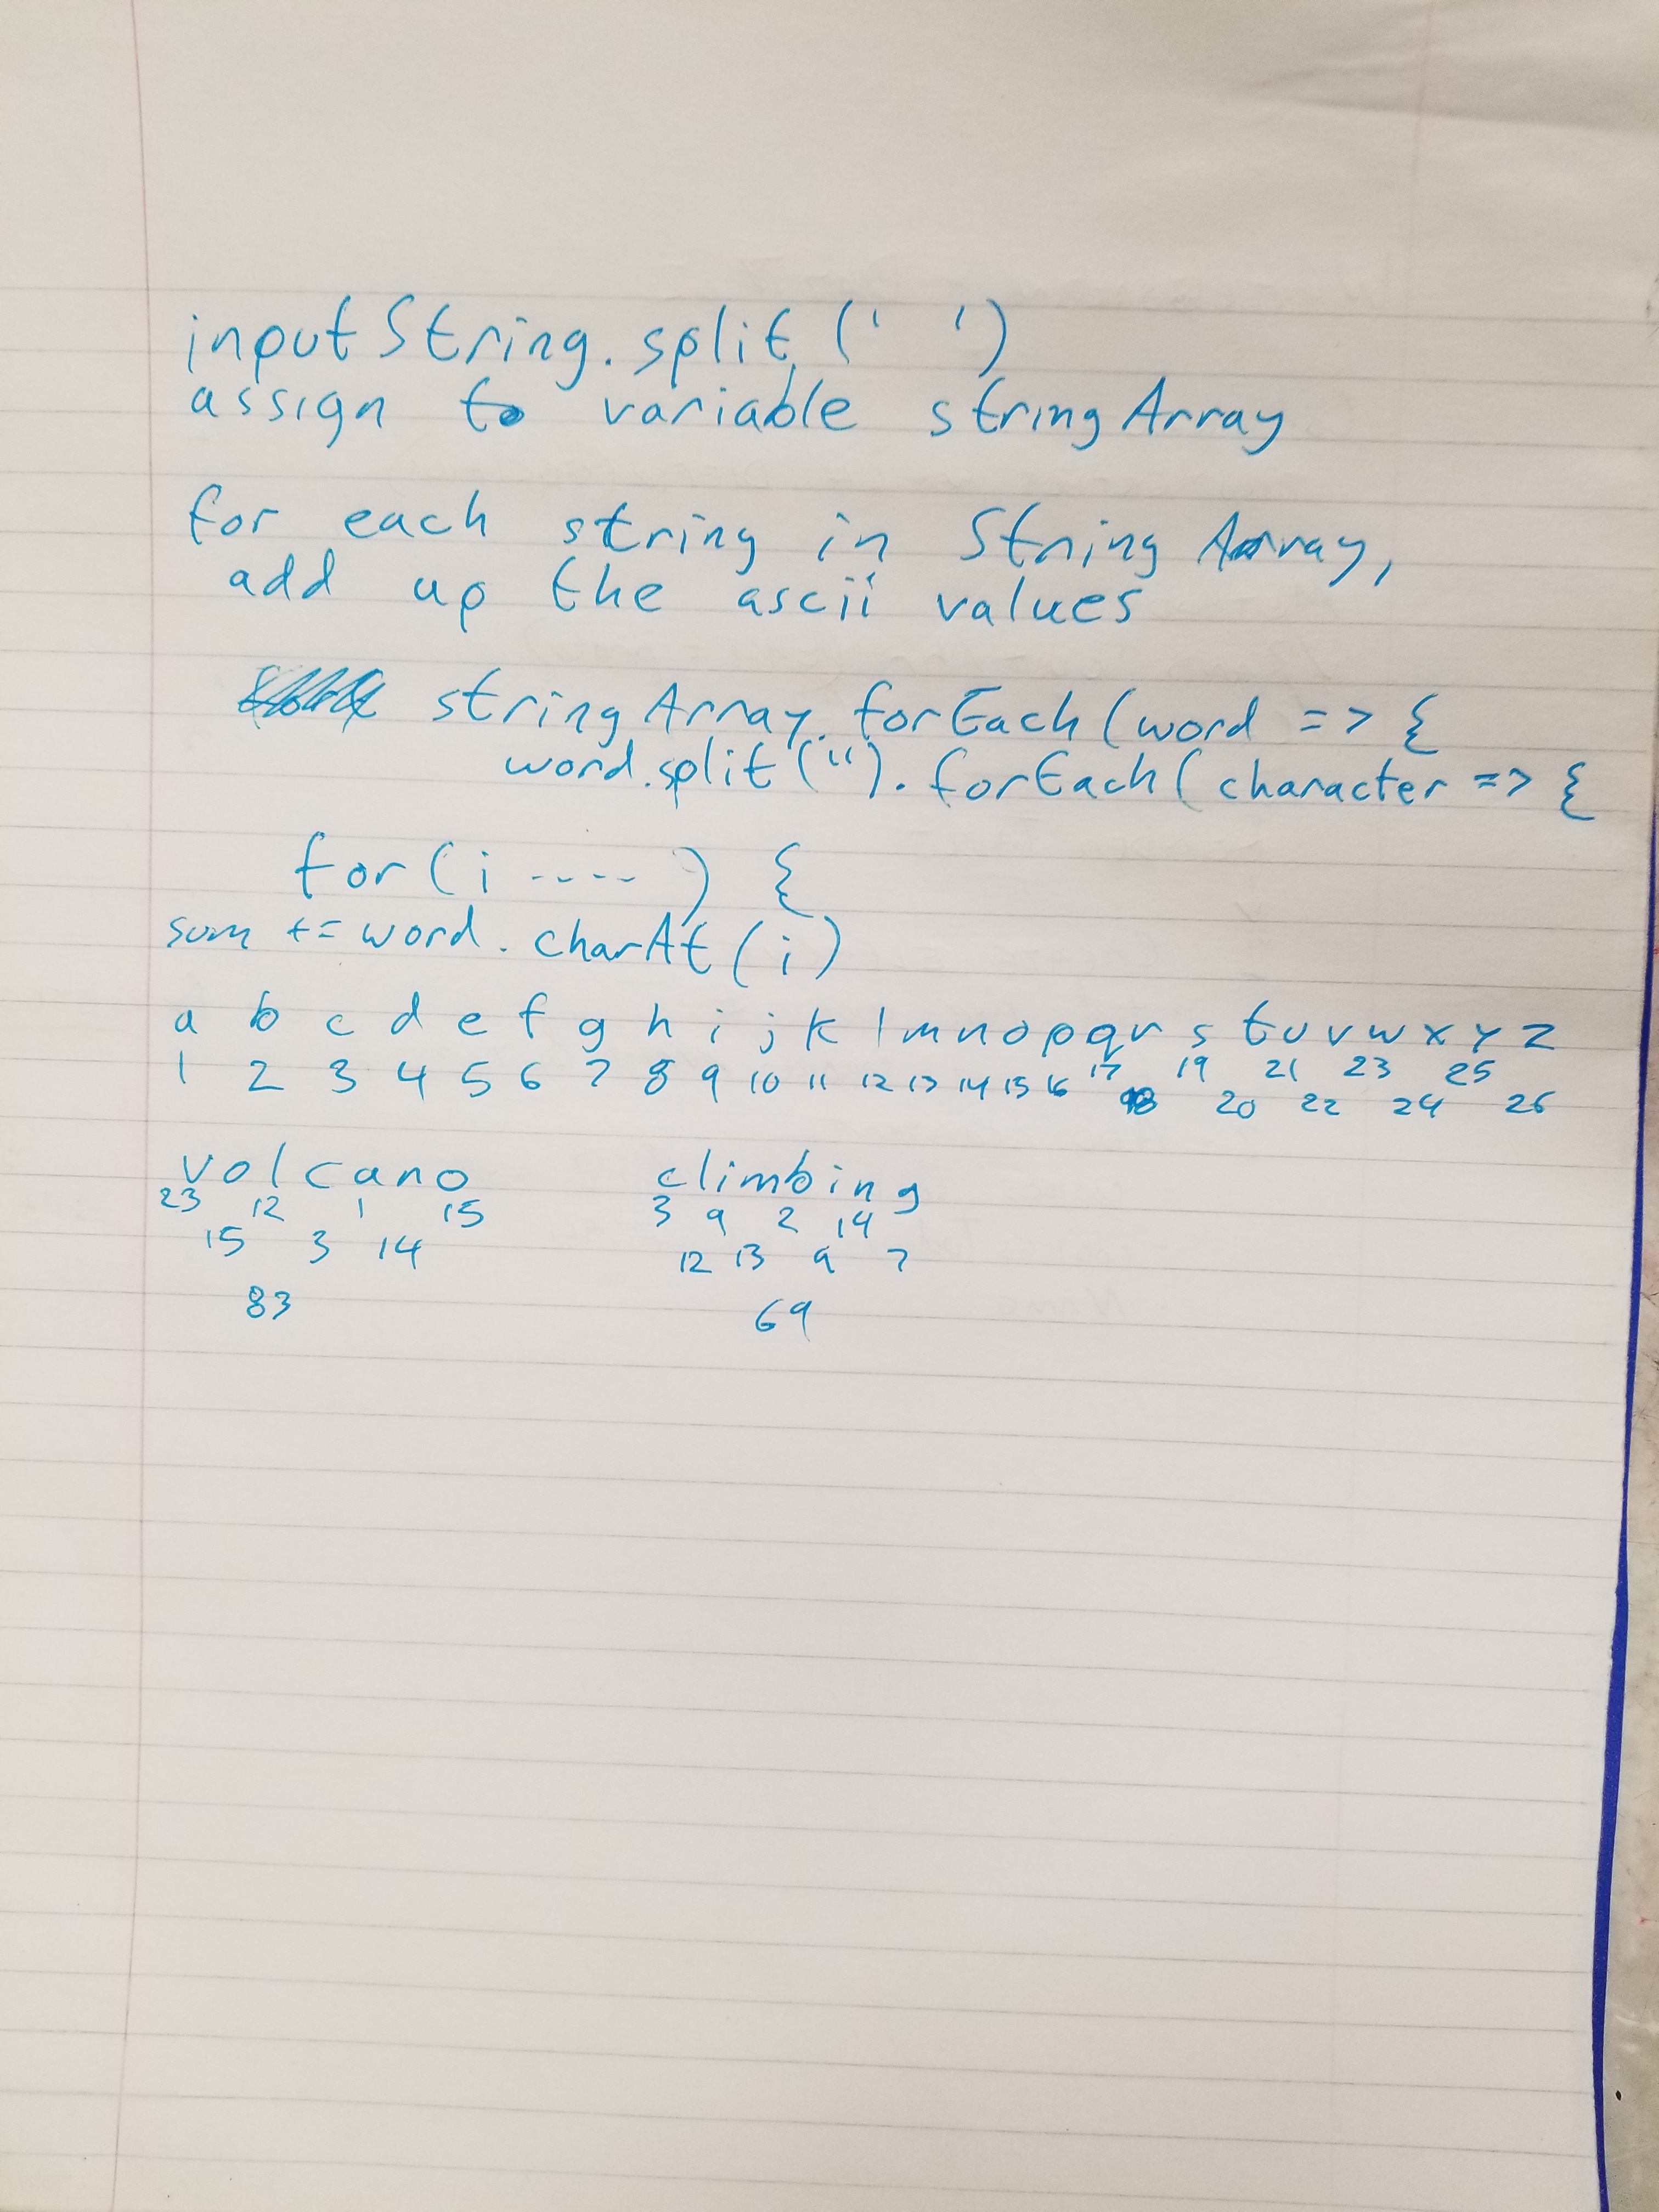 inputString.split(' ')
assign to variable stringArray
for each string in StringArray,
add up the ascii values
stringArray.forEach(word => {
word.split('').forEach(character => {
for(i ----) {
sum += word.charAt(i)
a b c d e f g h i j k l m n o p q r s t u v w x y z
1 2 3 4 5 6 7 8 9 10 11 12 13 14 15 16 17 18 19 20 21 22 23 24 25 26
volcano climbing
23 12 1 15 3 9 2 14
15 3 14 12 13 9 7
83 69